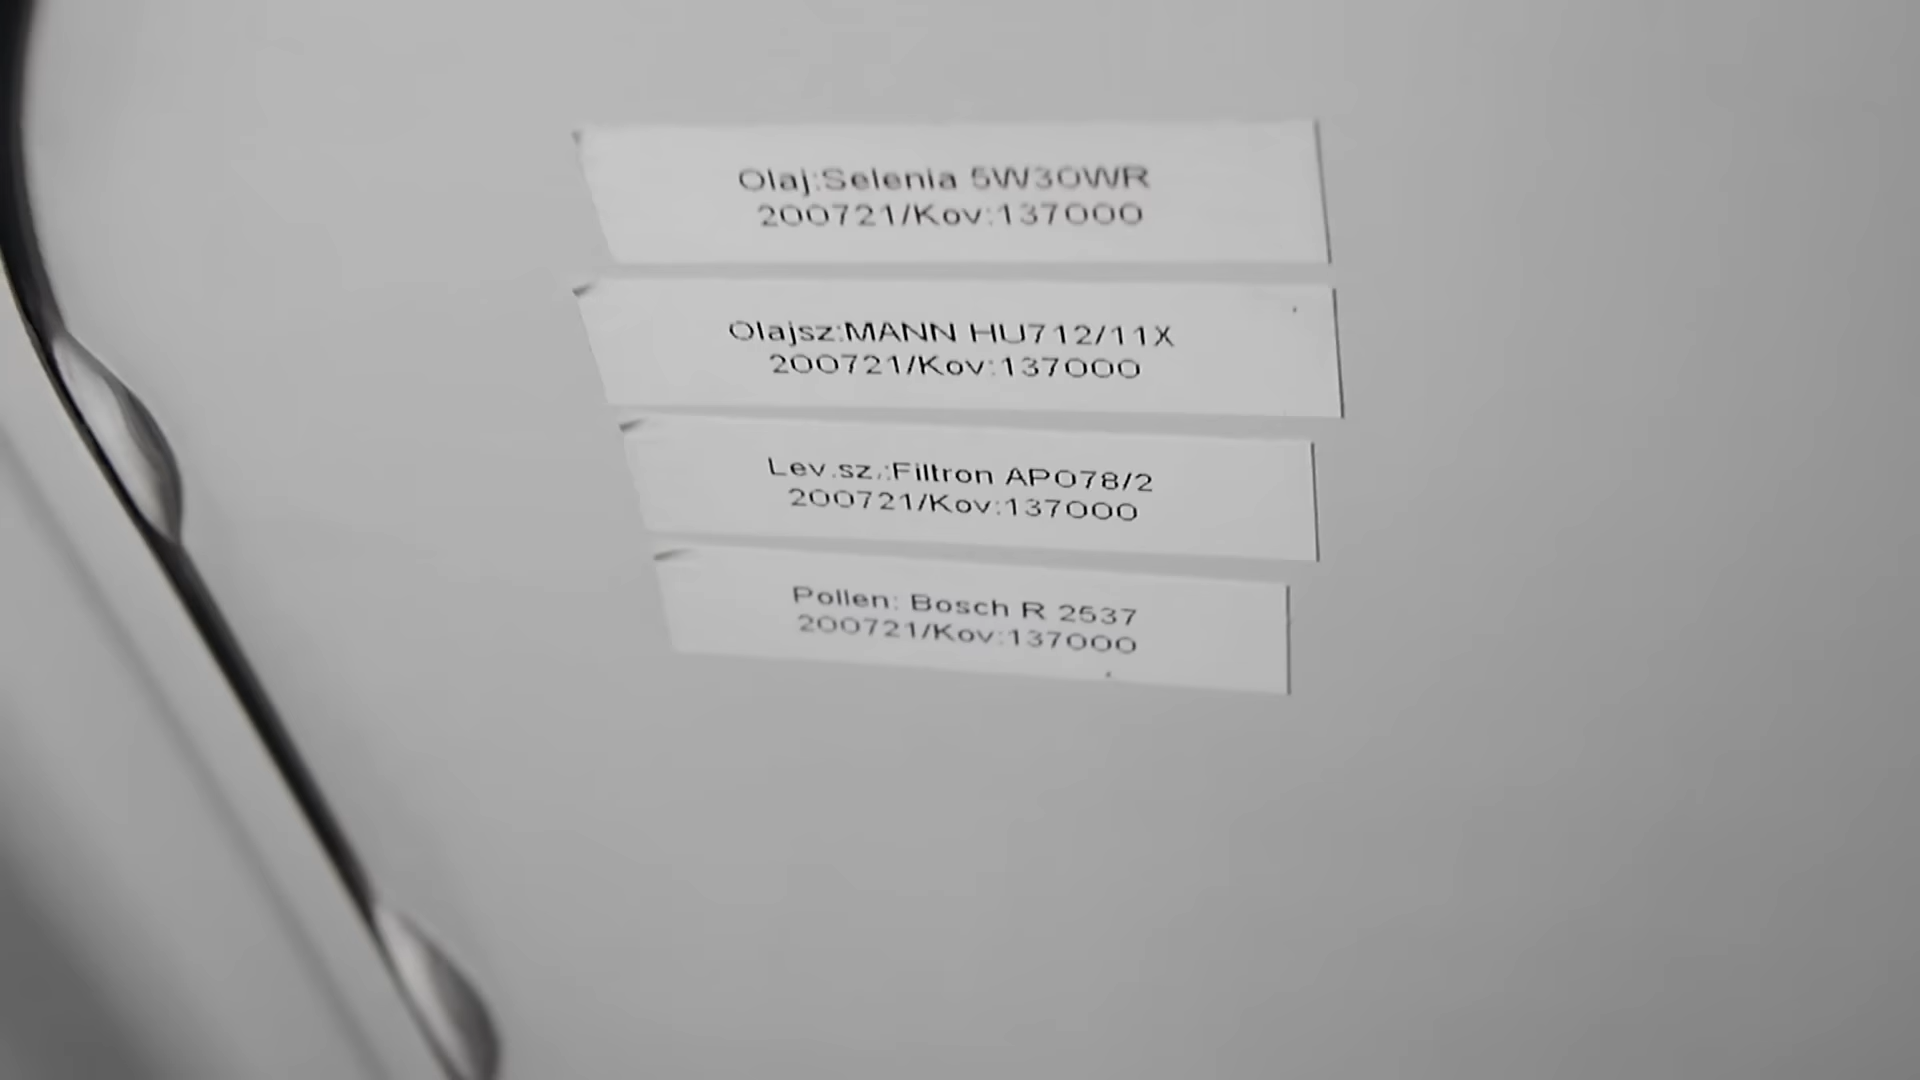 Olaj:Selenia 5W30WR
200721/Kov:137000
Olajsz:MANN HU712/11X
200721/Kov:137000
Lev.sz.:Filtron AP078/2
200721/Kov:137000
Pollen: Bosch R 2537
200721/Kov:137000